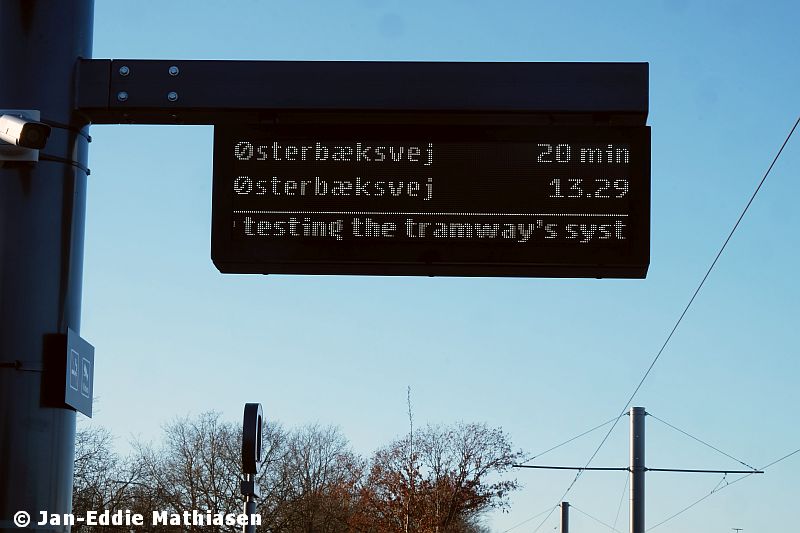 Østerbæksvej 20 min
Østerbæksvej 13.29
testing the tramway's syst
© Jan-Eddie Mathiasen